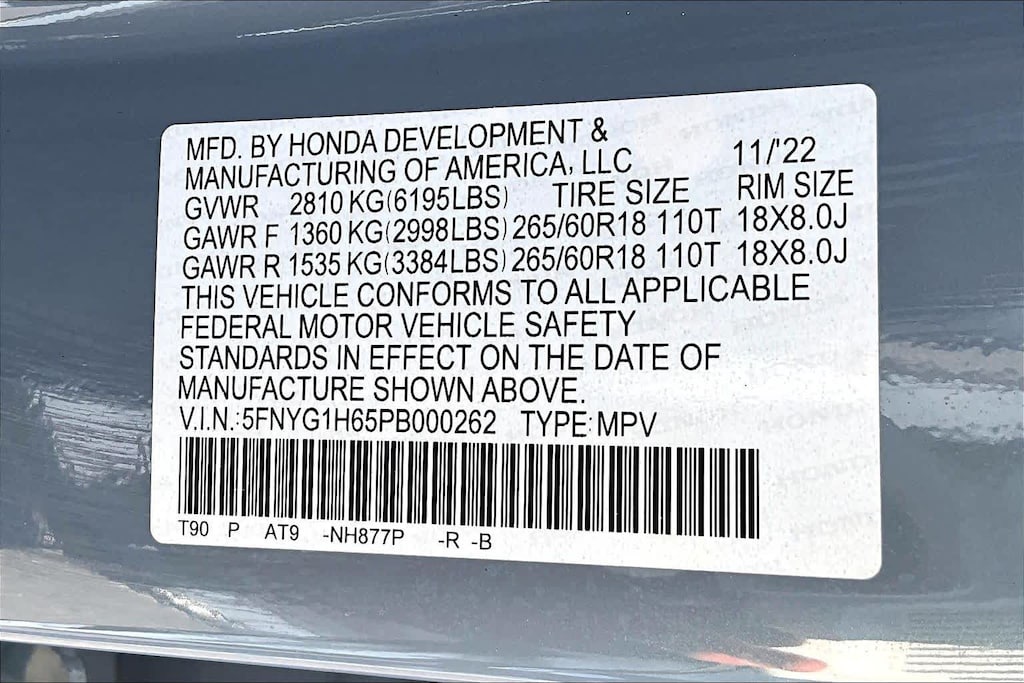 MFD. BY HONDA DEVELOPMENT &
MANUFACTURING OF AMERICA, LLC 11/'22
GVWR 2810 KG(6195LBS) TIRE SIZE RIM SIZE
GAWR F 1360 KG(2998LBS) 265/60R18 110T 18X8.0J
GAWR R 1535 KG(3384LBS) 265/60R18 110T 18X8.0J
THIS VEHICLE CONFORMS TO ALL APPLICABLE
FEDERAL MOTOR VEHICLE SAFETY
STANDARDS IN EFFECT ON THE DATE OF
MANUFACTURE SHOWN ABOVE.
V.I.N.:5FNYG1H65PB000262 TYPE:MPV
T90 P AT9 -NH877P -R -B